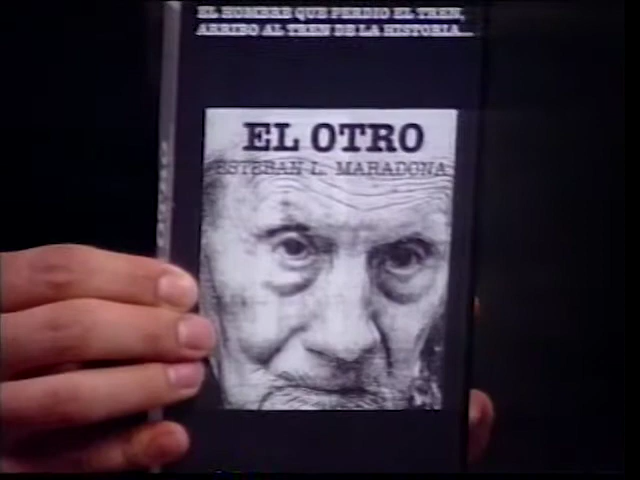 EL HOMBRE QUE PERDIO EL TREN,
ARRIBO AL TREN DE LA HISTORIA...
EL OTRO
ESTEBAN L. MARADONA